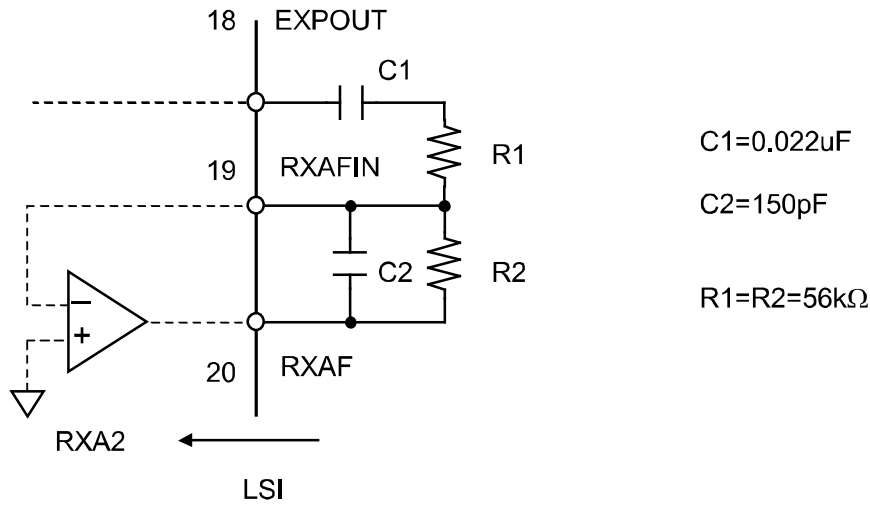 18 EXPOUT
C1
R1
19 RXAFIN
C2
R2
20 RXAF
RXA2
LSI
C1=0.022uF
C2=150pF
R1=R2=56kΩ